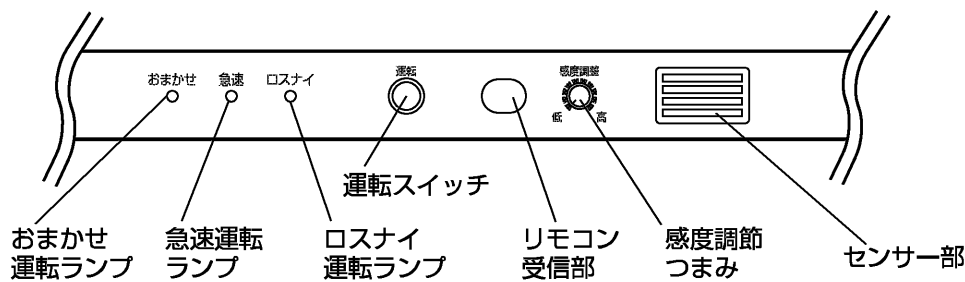 おまかせ
急速
ロスナイ
運転
感度調整
低
高
運転スイッチ
おまかせ
運転ランプ
急速運転
ランプ
ロスナイ
運転ランプ
リモコン
受信部
感度調節
つまみ
センサー部